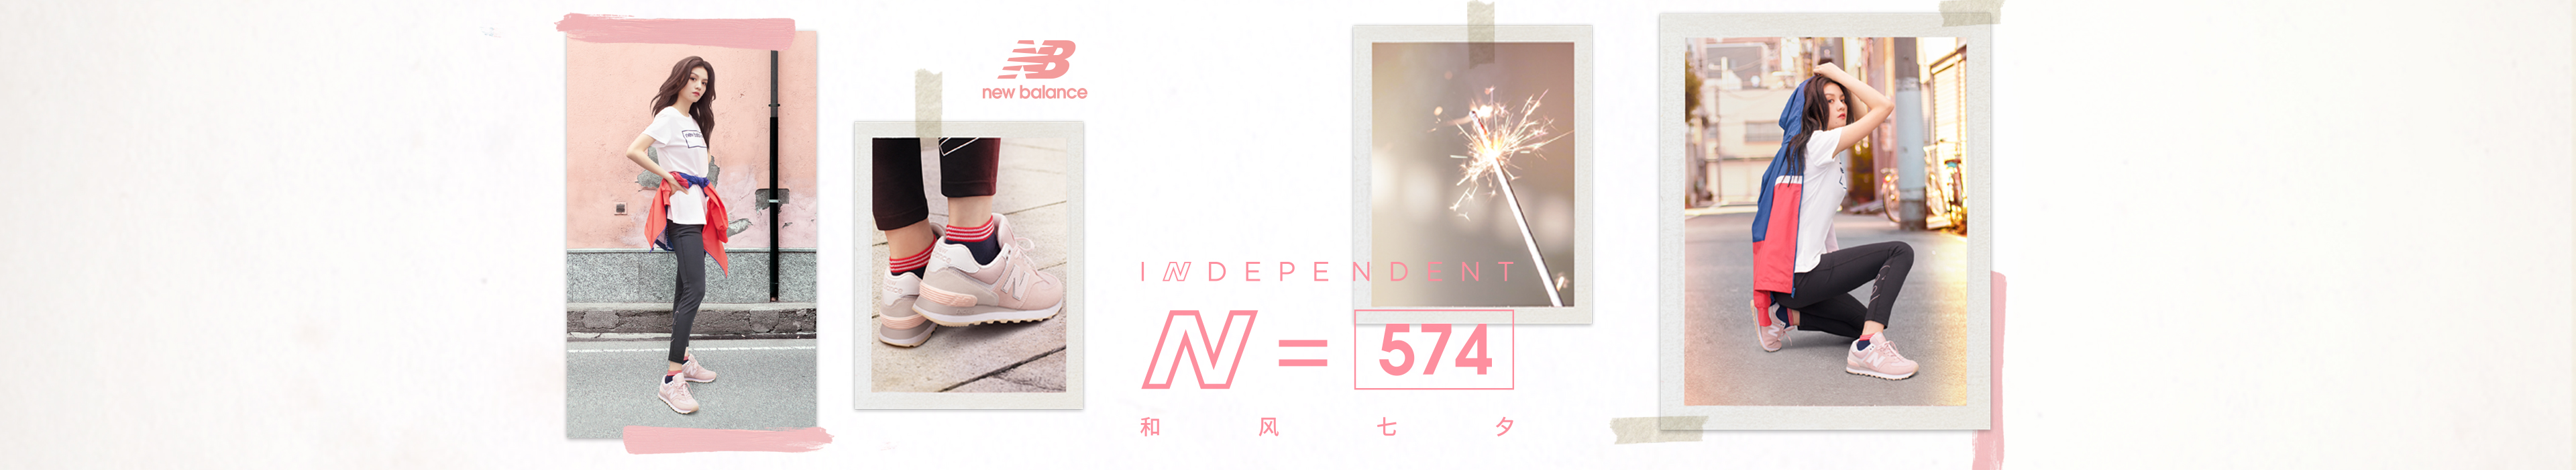 new balance
INDEPENDENT
N = 574
和风七夕